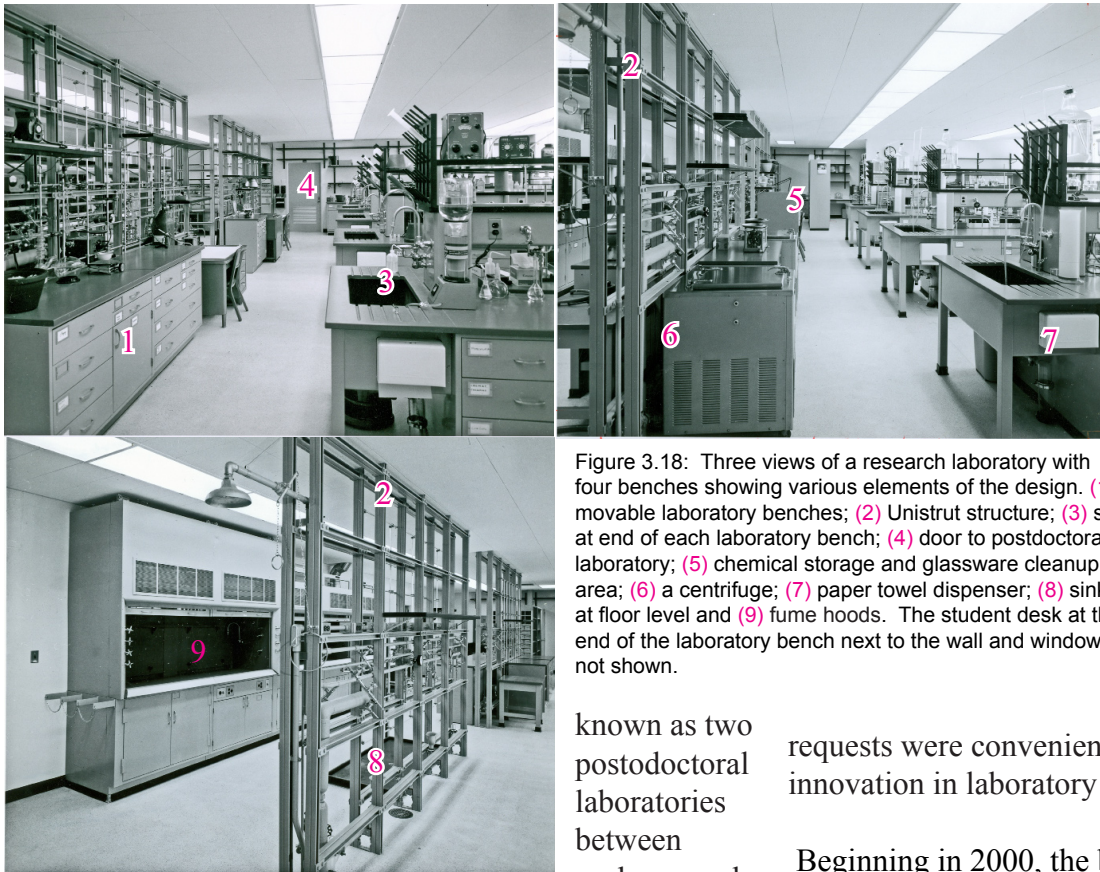 4
3
1
2
5
6
7
2
9
8
Figure 3.18:  Three views of a research laboratory with
four benches showing various elements of the design. (1
movable laboratory benches; (2) Unistrut structure; (3) s
at end of each laboratory bench; (4) door to postdoctora
laboratory; (5) chemical storage and glassware cleanup
area; (6) a centrifuge; (7) paper towel dispenser; (8) sink
at floor level and (9) fume hoods.  The student desk at th
end of the laboratory bench next to the wall and window
not shown.
known as two
postodoctoral
laboratories
between
requests were convenien
innovation in laboratory
Beginning in 2000, the b